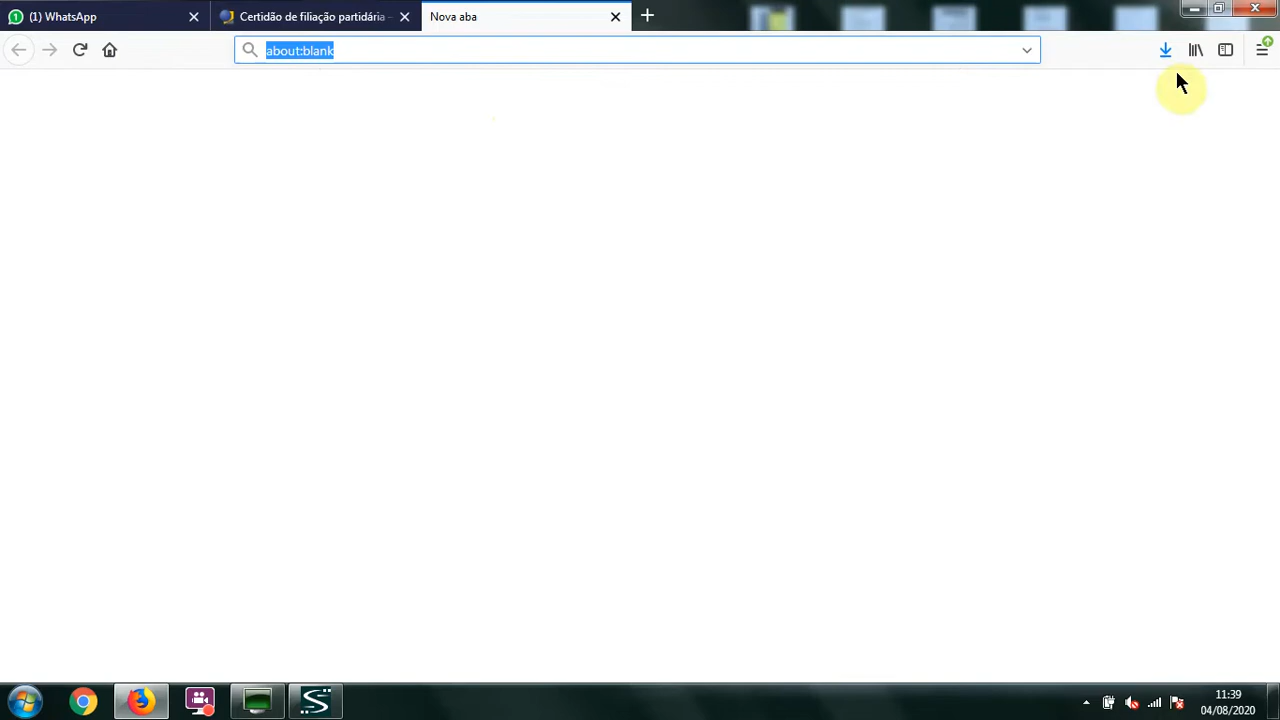 (1) WhatsApp
Certidão de filiação partidária
Nova aba
about:blank
11:39
04/08/2020